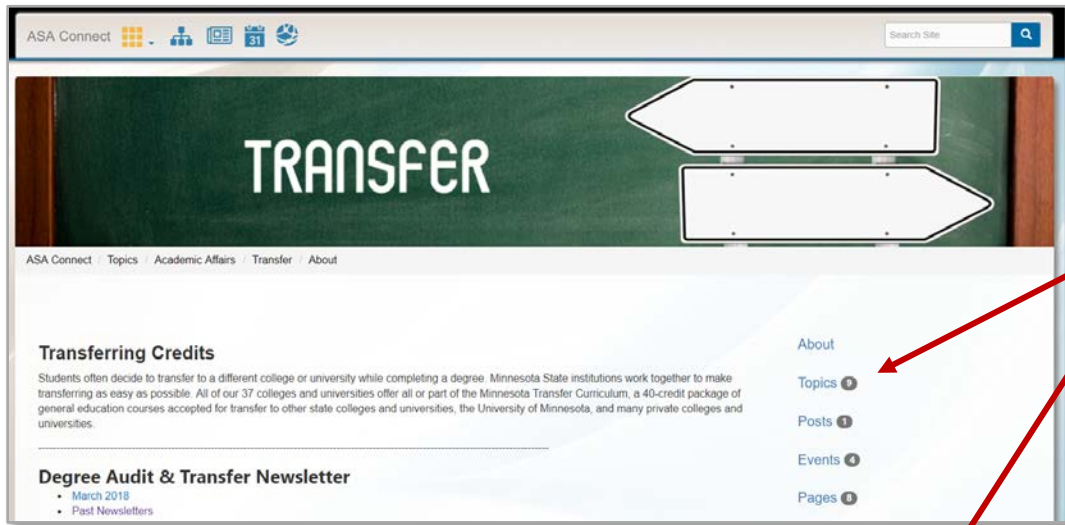 ASA Connect
31
Search Site
TRANSFER
ASA Connect / Topics / Academic Affairs / Transfer / About
Transferring Credits
Students often decide to transfer to a different college or university while completing a degree. Minnesota State institutions work together to make
transferring as easy as possible. All of our 37 colleges and universities offer all or part of the Minnesota Transfer Curriculum, a 40-credit package of
general education courses accepted for transfer to other state colleges and universities, the University of Minnesota, and many private colleges and
universities.
Degree Audit & Transfer Newsletter
• March 2018
• Past Newsletters
About
Topics 9
Posts 1
Events 4
Pages 8